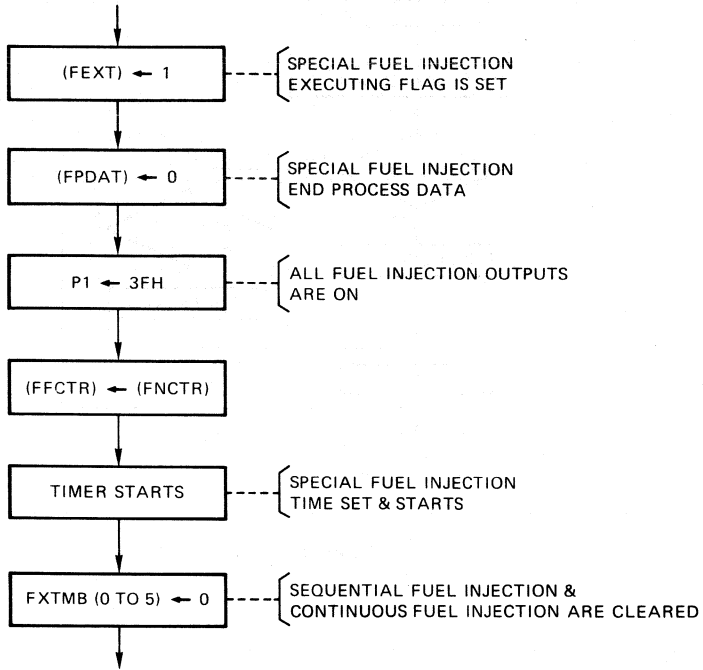 (FEXT) ← 1
SPECIAL FUEL INJECTION
EXECUTING FLAG IS SET
(FPDAT) ← 0
SPECIAL FUEL INJECTION
END PROCESS DATA
P1 ← 3FH
ALL FUEL INJECTION OUTPUTS
ARE ON
(FFCTR) ← (FNCTR)
TIMER STARTS
SPECIAL FUEL INJECTION
TIME SET & STARTS
FXTMB (0 TO 5) ← 0
SEQUENTIAL FUEL INJECTION &
CONTINUOUS FUEL INJECTION ARE CLEARED